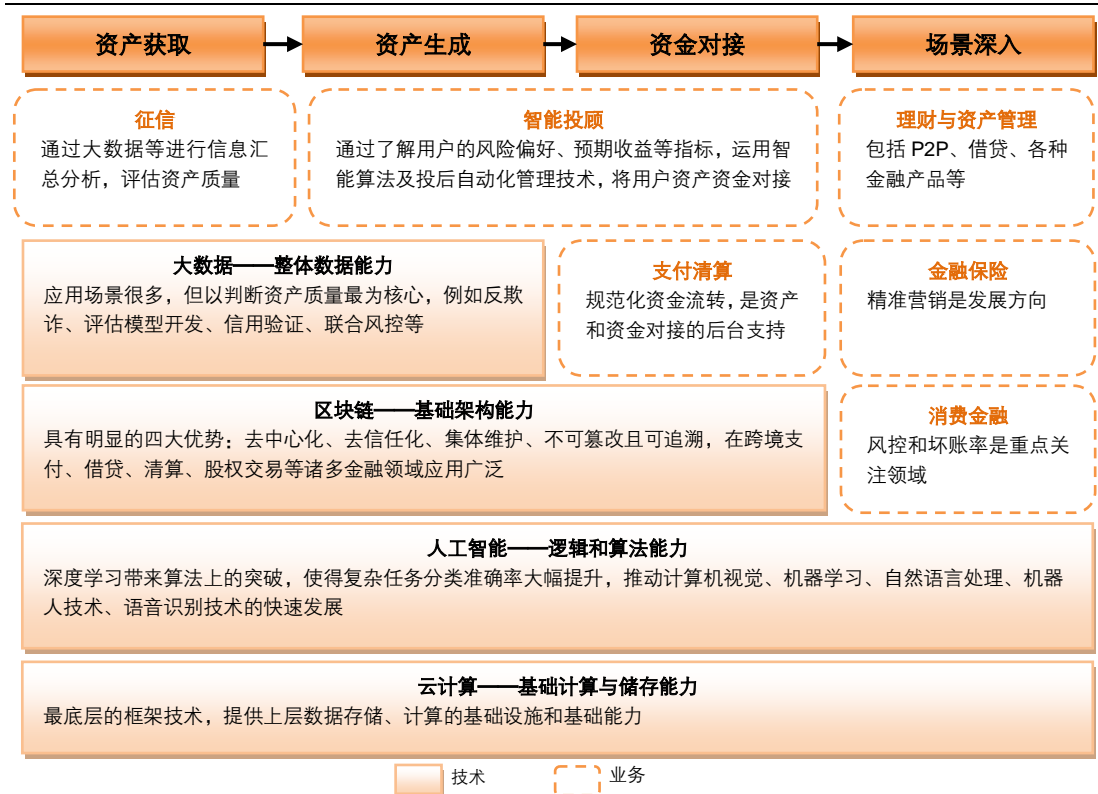 资产获取
资产生成
资金对接
场景深入
征信
通过大数据等进行信息汇
总分析，评估资产质量
智能投顾
通过了解用户的风险偏好、预期收益等指标，运用智
能算法及投后自动化管理技术，将用户资产资金对接
理财与资产管理
包括 P2P、借贷、各种
金融产品等
大数据——整体数据能力
应用场景很多，但以判断资产质量最为核心，例如反欺
诈、评估模型开发、信用验证、联合风控等
支付清算
规范化资金流转，是资产
和资金对接的后台支持
金融保险
精准营销是发展方向
区块链——基础架构能力
具有明显的四大优势：去中心化、去信任化、集体维护、不可篡改且可追溯，在跨境支
付、借贷、清算、股权交易等诸多金融领域应用广泛
消费金融
风控和坏账率是重点关
注领域
人工智能——逻辑和算法能力
深度学习带来算法上的突破，使得复杂任务分类准确率大幅提升，推动计算机视觉、机器学习、自然语言处理、机器
人技术、语音识别技术的快速发展
云计算——基础计算与储存能力
最底层的框架技术，提供上层数据存储、计算的基础设施和基础能力
技术
业务